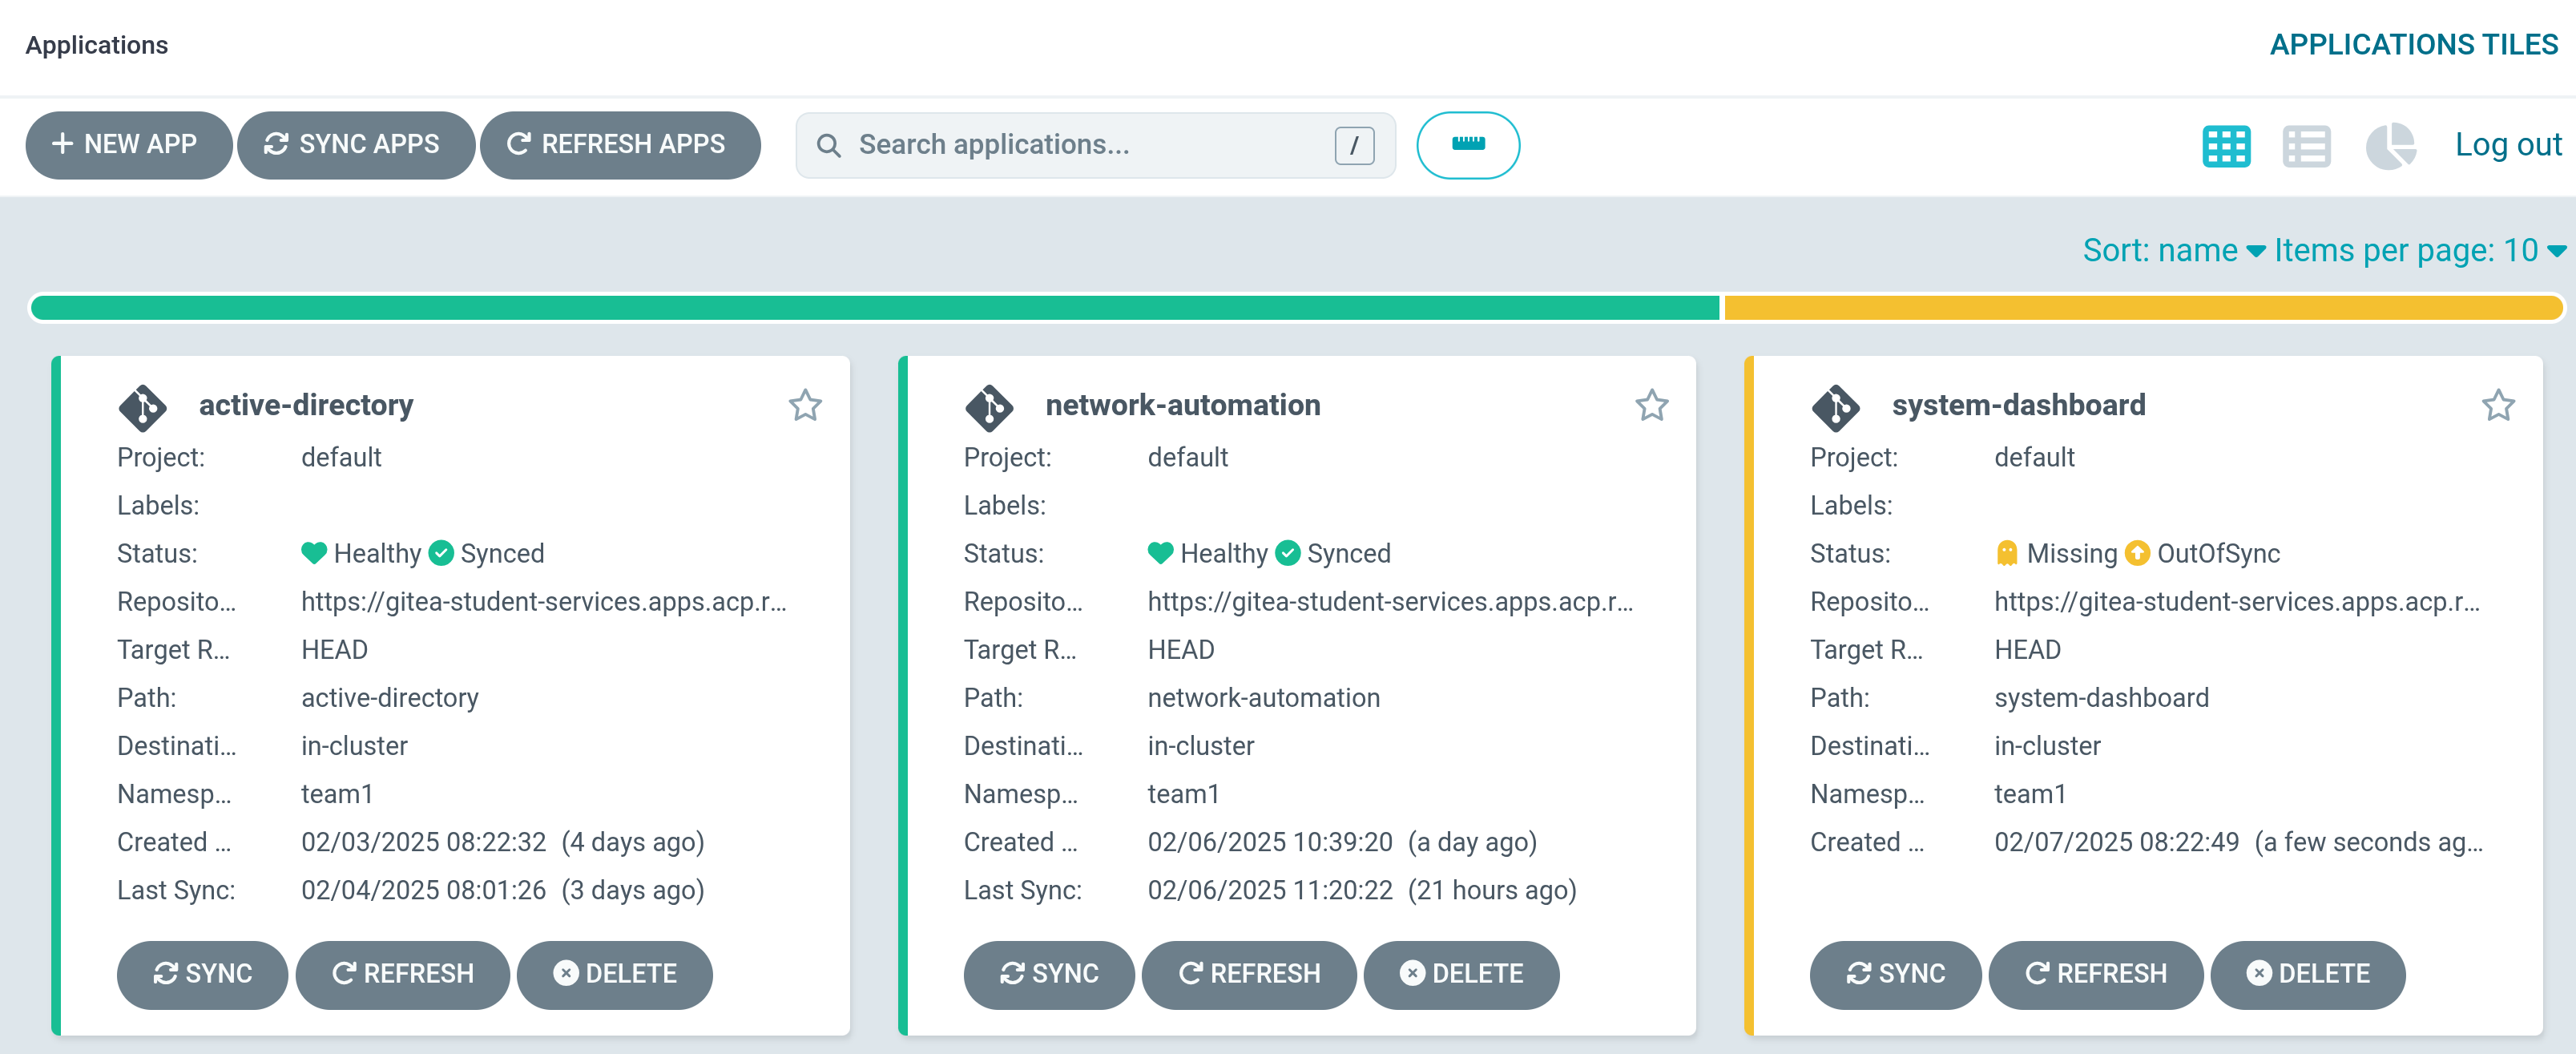 Applications
APPLICATIONS TILES
NEW APP
SYNC APPS
REFRESH APPS
Search applications...
/
Log out
Sort: name
Items per page: 10
active-directory
Project: default
Labels:
Status: Healthy Synced
Reposito... https://gitea-student-services.apps.acp.r...
Target R... HEAD
Path: active-directory
Destinati... in-cluster
Namesp... team1
Created ... 02/03/2025 08:22:32 (4 days ago)
Last Sync: 02/04/2025 08:01:26 (3 days ago)
SYNC
REFRESH
DELETE
network-automation
Project: default
Labels:
Status: Healthy Synced
Reposito... https://gitea-student-services.apps.acp.r...
Target R... HEAD
Path: network-automation
Destinati... in-cluster
Namesp... team1
Created ... 02/06/2025 10:39:20 (a day ago)
Last Sync: 02/06/2025 11:20:22 (21 hours ago)
SYNC
REFRESH
DELETE
system-dashboard
Project: default
Labels:
Status: Missing OutOfSync
Reposito... https://gitea-student-services.apps.acp.r...
Target R... HEAD
Path: system-dashboard
Destinati... in-cluster
Namesp... team1
Created ... 02/07/2025 08:22:49 (a few seconds ag...
SYNC
REFRESH
DELETE